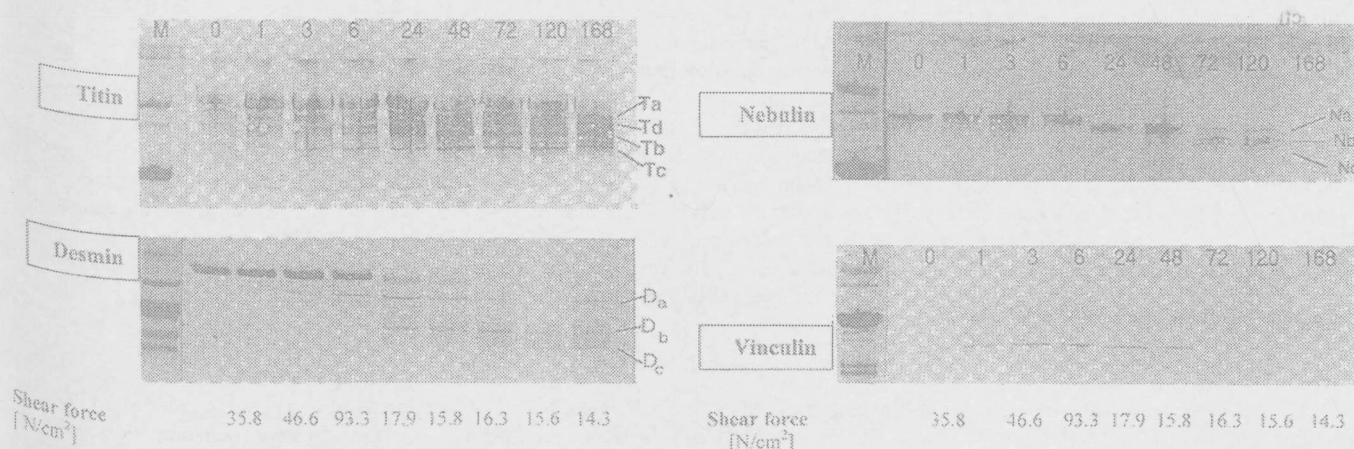 M 0 1 3 6 24 48 72 120 168
Titin
Ta
Td
Tb
Tc
Desmin
Da
Db
Dc
Shear force 35.8 46.6 93.3 17.9 15.8 16.3 15.6 14.3
[N/cm²]
M 0 1 3 6 24 48 72 120 168
Nebulin
Na
Nb
Nc
M 0 1 3 6 24 48 72 120 168
Vinculin
Shear force 35.8 46.6 93.3 17.9 15.8 16.3 15.6 14.3
[N/cm²]